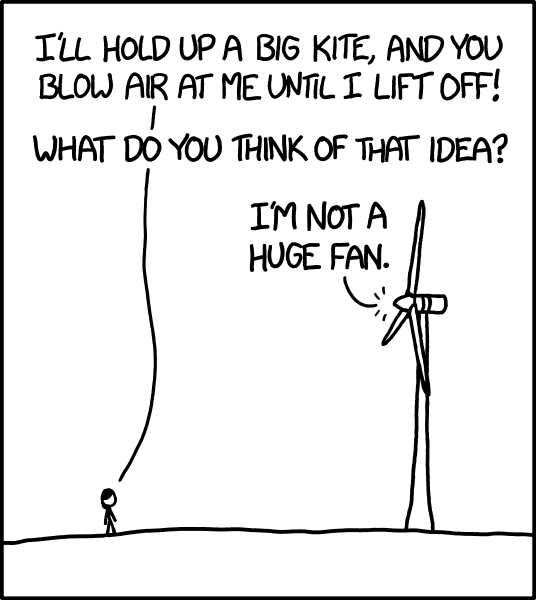 I'LL HOLD UP A BIG KITE, AND YOU
BLOW AIR AT ME UNTIL I LIFT OFF!
WHAT DO YOU THINK OF THAT IDEA?
I'M NOT A
HUGE FAN.